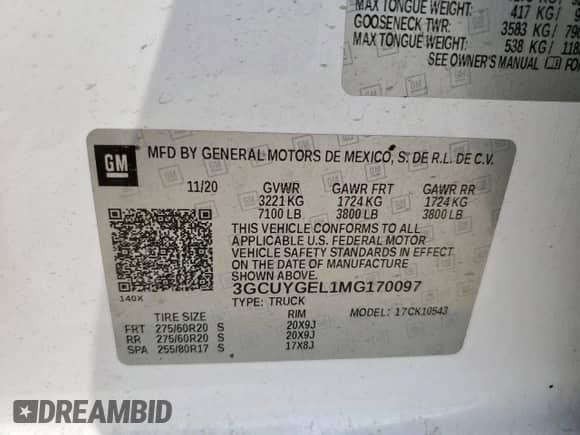 MAX TONGUE WEIGHT:
417 KG /
GOOSENECK TWR:
3583 KG /
MAX TONGUE WEIGHT:
538 KG /
SEE OWNER'S MANUAL
GM
MFD BY GENERAL MOTORS DE MEXICO, S. DE R.L. DE C.V.
11/20 GVWR GAWR FRT GAWR RR
3221 KG 1724 KG 1724 KG
7100 LB 3800 LB 3800 LB
THIS VEHICLE CONFORMS TO ALL
APPLICABLE U.S. FEDERAL MOTOR
VEHICLE SAFETY STANDARDS IN EFFECT
ON THE DATE OF MANUFACTURE
SHOWN ABOVE.
3GCUYGEL1MG170097
TYPE: TRUCK MODEL: 17CK10543
140X
TIRE SIZE RIM
FRT 275/60R20 S 20X9J
RR 275/60R20 S 20X9J
SPA 255/80R17 S 17X8J
DREAMBID